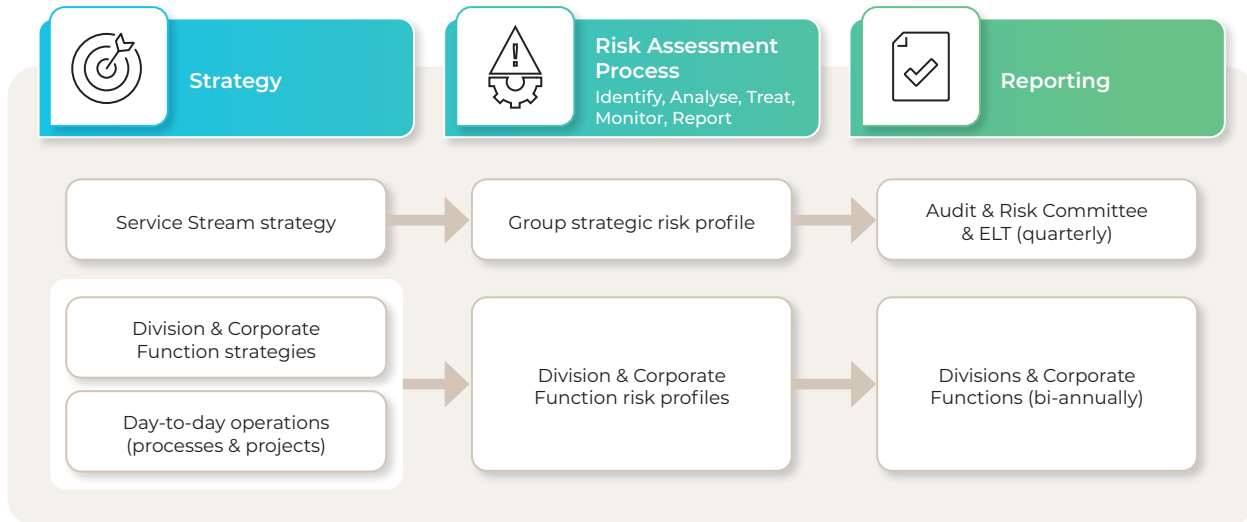 Strategy
Risk Assessment
Process
Identify, Analyse, Treat,
Monitor, Report
Reporting
Service Stream strategy
Group strategic risk profile
Audit & Risk Committee
& ELT (quarterly)
Division & Corporate
Function strategies
Day-to-day operations
(processes & projects)
Division & Corporate
Function risk profiles
Divisions & Corporate
Functions (bi-annually)